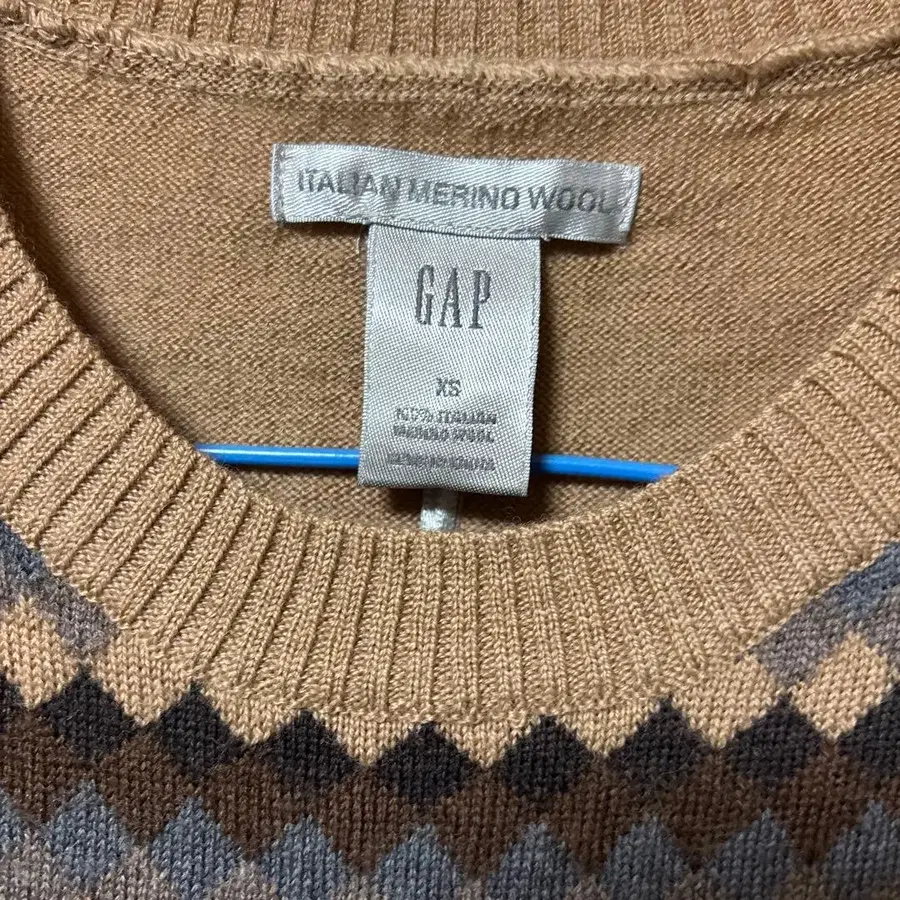 ITALIAN MERINO WOOL
GAP
XS
100% ITALIAN
MERINO WOOL